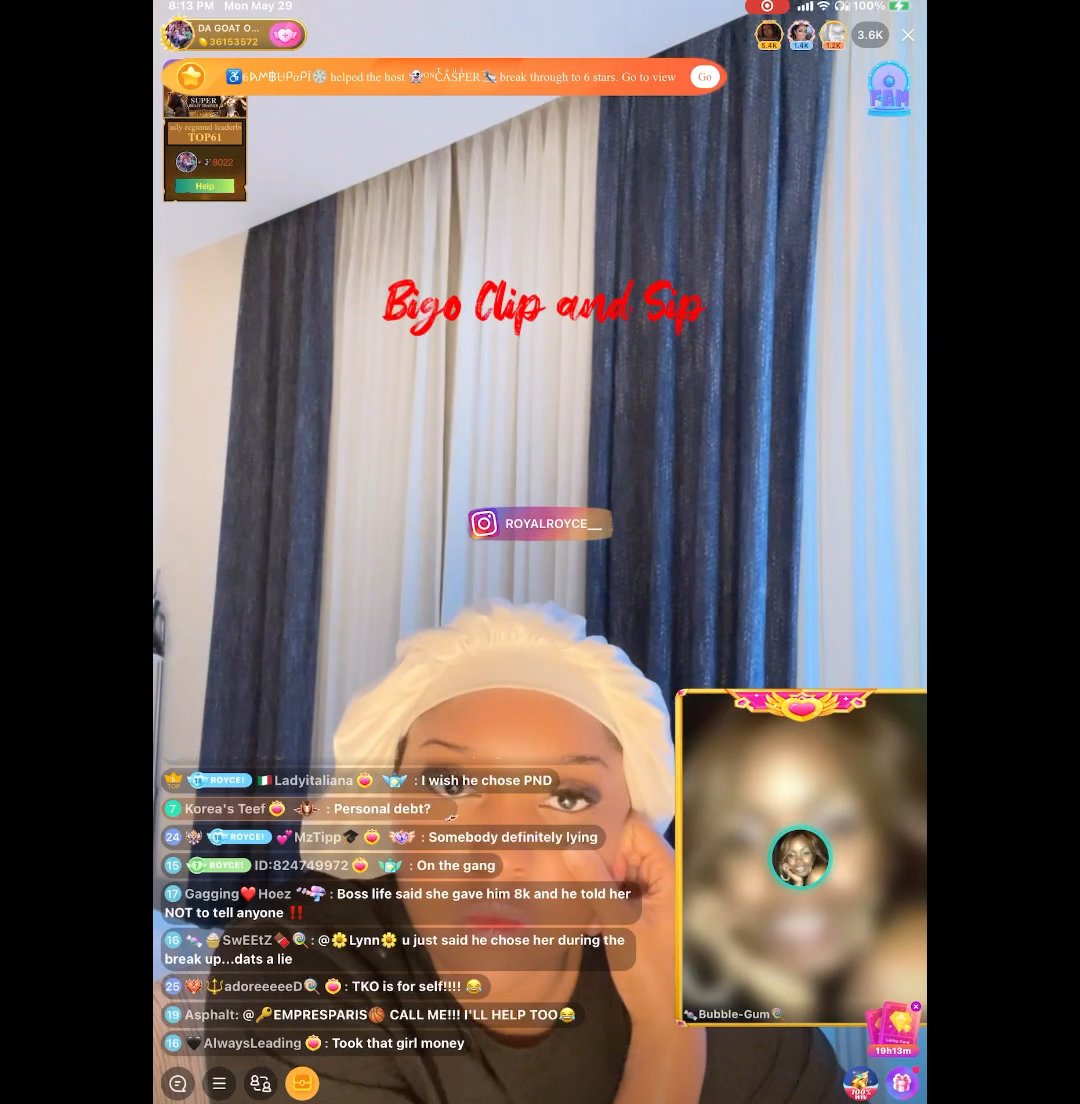 8:13 PM Mon May 29
100%
DA GOAT O...
36153572
5.4K
1.4K
1.2K
3.6K
helped the host
CASPER
break through to 6 stars. Go to view
Go
FAM
SUPER
TOP61
8022
Help
Bigo Clip and Sip
ROYALROYCE__
TOP ROYCE! Ladyitaliana : I wish he chose PND
7 Korea's Teef : Personal debt?
24 ROYCE! MzTipp : Somebody definitely lying
15 ROYCE! ID:824749972 : On the gang
17 Gagging❤️Hoez : Boss life said she gave him 8k and he told her
NOT to tell anyone ‼️
16 SwEEtZ : @🌻Lynn🌻 u just said he chose her during the
break up...dats a lie
25 adoreeeeeD : TKO is for self!!!! 😂
19 Asphalt: @🔑EMPRESPARIS🏀 CALL ME!!! I'LL HELP TOO😂
16 🖤AlwaysLeading : Took that girl money
🍬Bubble-Gum🍭
19h13m
100%
WIN